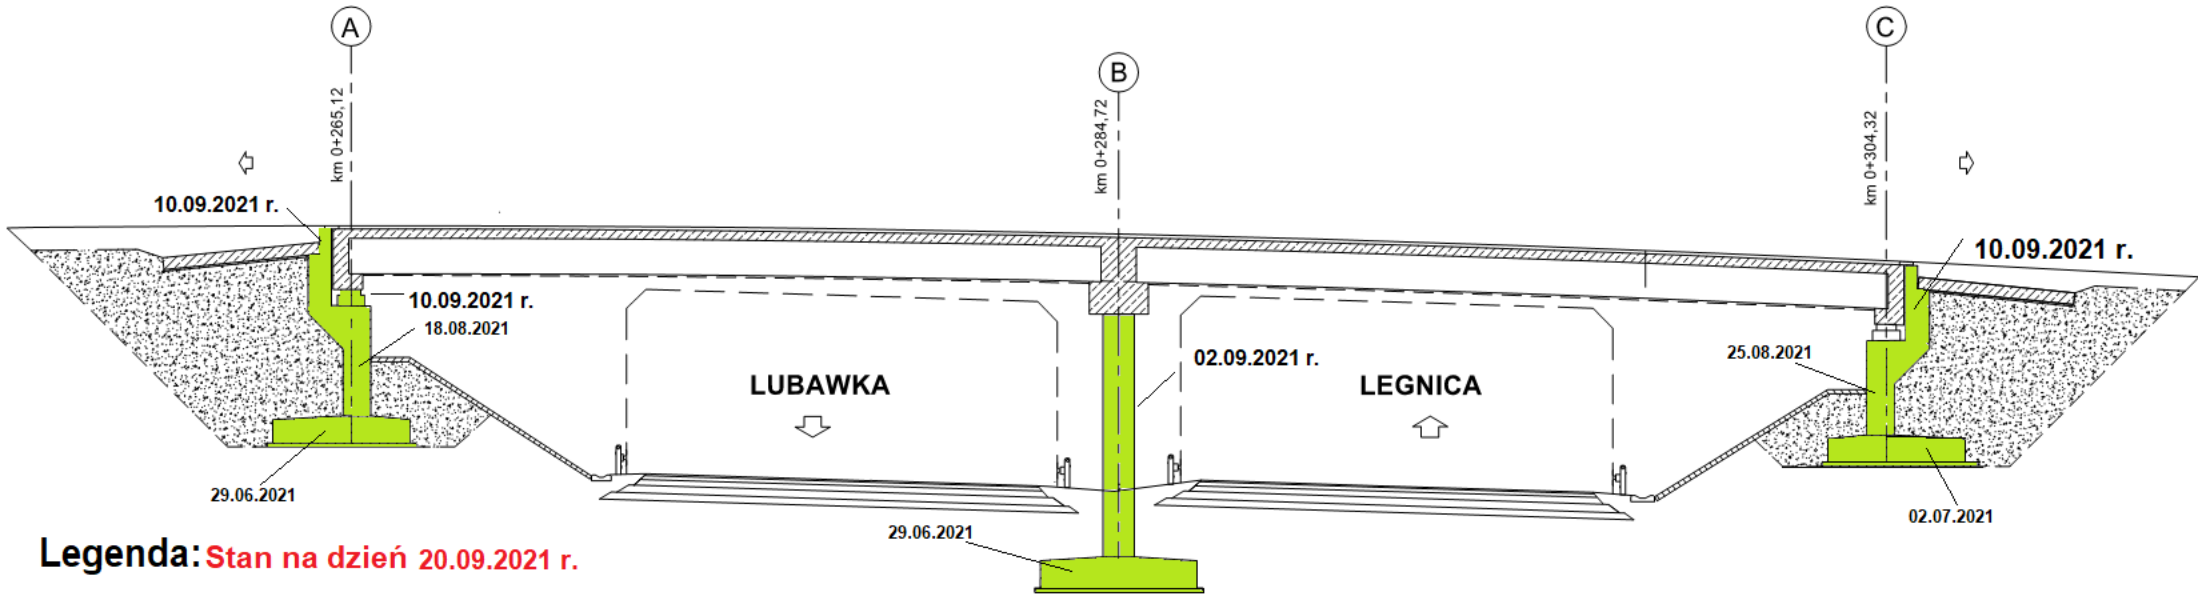 A
B
C
km 0+265,12
km 0+284,72
km 0+304,32
10.09.2021 r.
10.09.2021 r.
10.09.2021 r.
18.08.2021
02.09.2021 r.
25.08.2021
LUBAWKA
LEGNICA
29.06.2021
29.06.2021
02.07.2021
Legenda: Stan na dzień 20.09.2021 r.